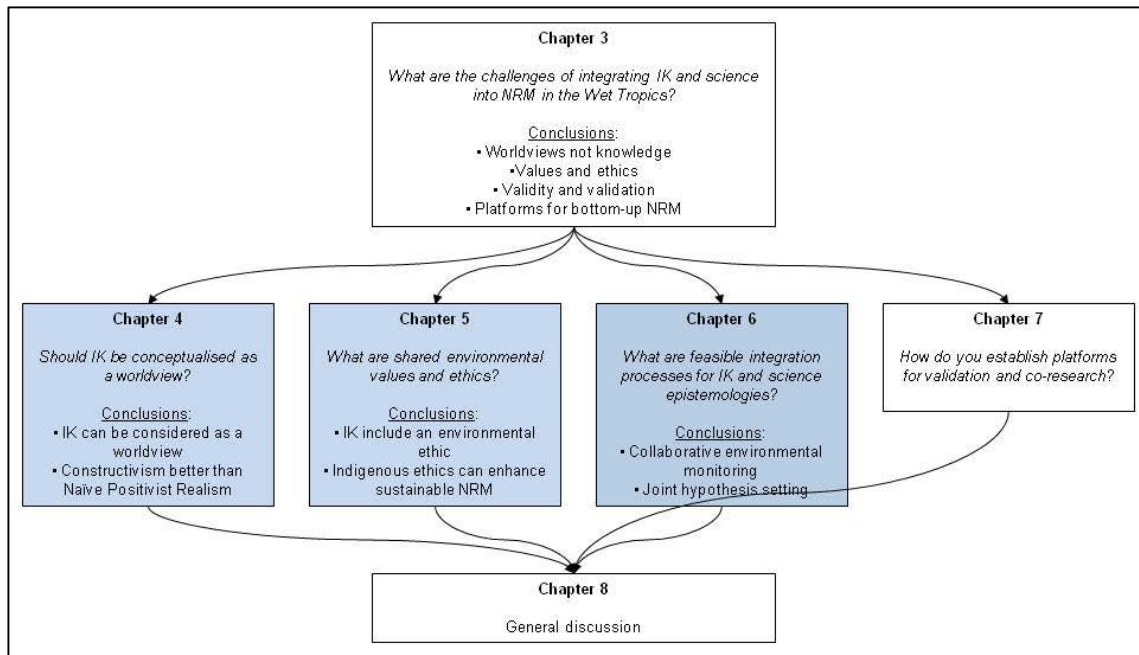 Chapter 3
What are the challenges of integrating IK and science
into NRM in the Wet Tropics?
Conclusions:
▪ Worldviews not knowledge
▪Values and ethics
▪ Validity and validation
▪ Platforms for bottom-up NRM
Chapter 4
Should IK be conceptualised as
a worldview?
Conclusions:
▪ IK can be considered as a
worldview
▪ Constructivism better than
Naïve Positivist Realism
Chapter 5
What are shared environmental
values and ethics?
Conclusions:
▪ IK include an environmental
ethic
▪ Indigenous ethics can enhance
sustainable NRM
Chapter 6
What are feasible integration
processes for IK and science
epistemologies?
Conclusions:
▪ Collaborative environmental
monitoring
▪ Joint hypothesis setting
Chapter 7
How do you establish platforms
for validation and co-research?
Chapter 8
General discussion